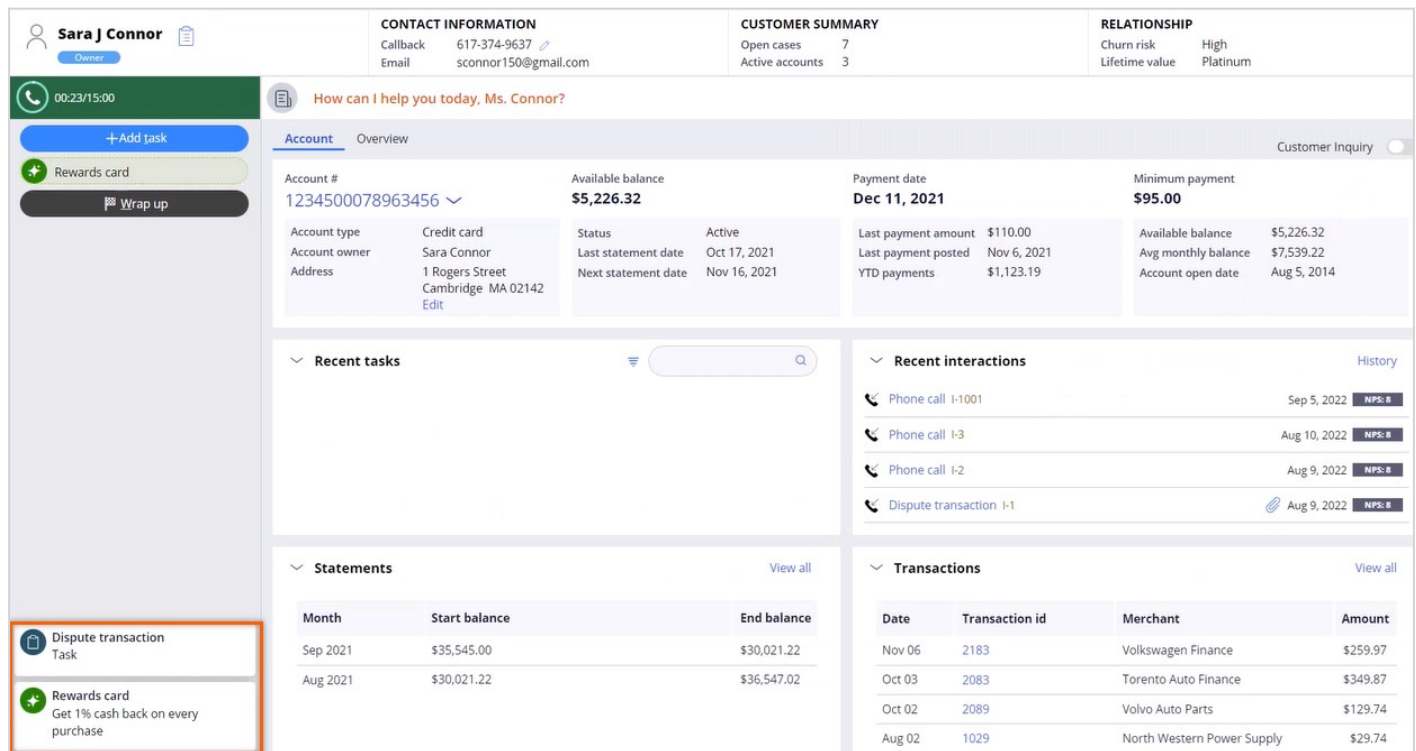 Sara J Connor
Owner
CONTACT INFORMATION
Callback 617-374-9637
Email sconnor150@gmail.com
CUSTOMER SUMMARY
Open cases 7
Active accounts 3
RELATIONSHIP
Churn risk High
Lifetime value Platinum
00:23/15:00
How can I help you today, Ms. Connor?
+Add task
Rewards card
Wrap up
Account Overview
Customer Inquiry
Account #
1234500078963456
Available balance
$5,226.32
Payment date
Dec 11, 2021
Minimum payment
$95.00
Account type Credit card
Account owner Sara Connor
Address 1 Rogers Street
Cambridge MA 02142
Edit
Status Active
Last statement date Oct 17, 2021
Next statement date Nov 16, 2021
Last payment amount $110.00
Last payment posted Nov 6, 2021
YTD payments $1,123.19
Available balance $5,226.32
Avg monthly balance $7,539.22
Account open date Aug 5, 2014
Recent tasks
Recent interactions History
Phone call I-1001 Sep 5, 2022 NPS: 8
Phone call I-3 Aug 10, 2022 NPS: 8
Phone call I-2 Aug 9, 2022 NPS: 8
Dispute transaction I-1 Aug 9, 2022 NPS: 8
Statements View all
Month Start balance End balance
Sep 2021 $35,545.00 $30,021.22
Aug 2021 $30,021.22 $36,547.02
Transactions View all
Date Transaction id Merchant Amount
Nov 06 2183 Volkswagen Finance $259.97
Oct 03 2083 Torento Auto Finance $349.87
Oct 02 2089 Volvo Auto Parts $129.74
Aug 02 1029 North Western Power Supply $29.74
Dispute transaction
Task
Rewards card
Get 1% cash back on every
purchase